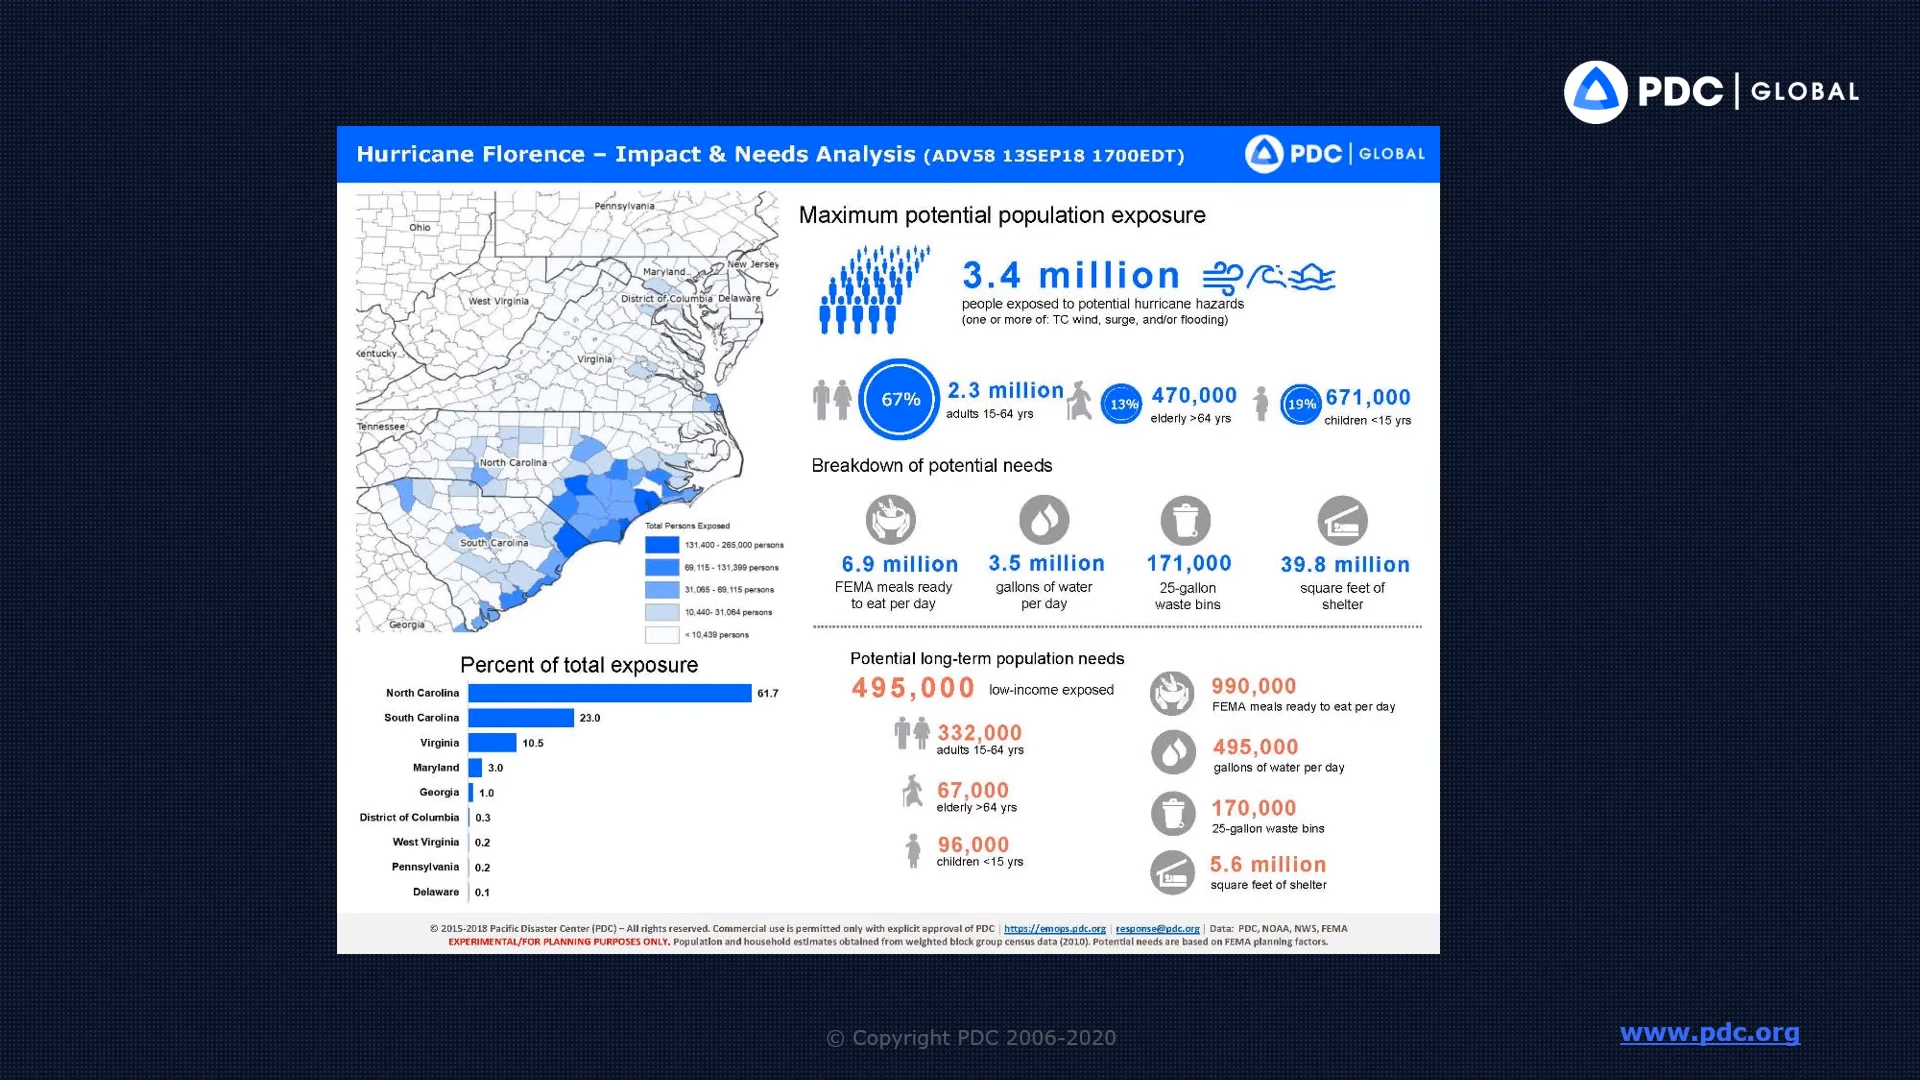 PDC | GLOBAL
Hurricane Florence – Impact & Needs Analysis (ADV58 13SEP18 1700EDT)
PDC | GLOBAL
Pennsylvania
Ohio
New Jersey
Maryland
West Virginia
District of Columbia
Delaware
Kentucky
Virginia
Tennessee
North Carolina
South Carolina
Georgia
Total Persons Exposed
131,400 - 265,000 persons
69,115 - 131,399 persons
31,065 - 69,115 persons
10,440- 31,064 persons
< 10,439 persons
Maximum potential population exposure
3.4 million
people exposed to potential hurricane hazards
(one or more of: TC wind, surge, and/or flooding)
67%
2.3 million
adults 15-64 yrs
13%
470,000
elderly >64 yrs
19%
671,000
children <15 yrs
Breakdown of potential needs
6.9 million
FEMA meals ready
to eat per day
3.5 million
gallons of water
per day
171,000
25-gallon
waste bins
39.8 million
square feet of
shelter
Percent of total exposure
North Carolina 61.7
South Carolina 23.0
Virginia 10.5
Maryland 3.0
Georgia 1.0
District of Columbia 0.3
West Virginia 0.2
Pennsylvania 0.2
Delaware 0.1
Potential long-term population needs
495,000 low-income exposed
332,000
adults 15-64 yrs
67,000
elderly >64 yrs
96,000
children <15 yrs
990,000
FEMA meals ready to eat per day
495,000
gallons of water per day
170,000
25-gallon waste bins
5.6 million
square feet of shelter
© 2015-2018 Pacific Disaster Center (PDC) – All rights reserved. Commercial use is permitted only with explicit approval of PDC | https://emops.pdc.org | response@pdc.org | Data: PDC, NOAA, NWS, FEMA
EXPERIMENTAL/FOR PLANNING PURPOSES ONLY. Population and household estimates obtained from weighted block group census data (2010). Potential needs are based on FEMA planning factors.
© Copyright PDC 2006-2020
www.pdc.org